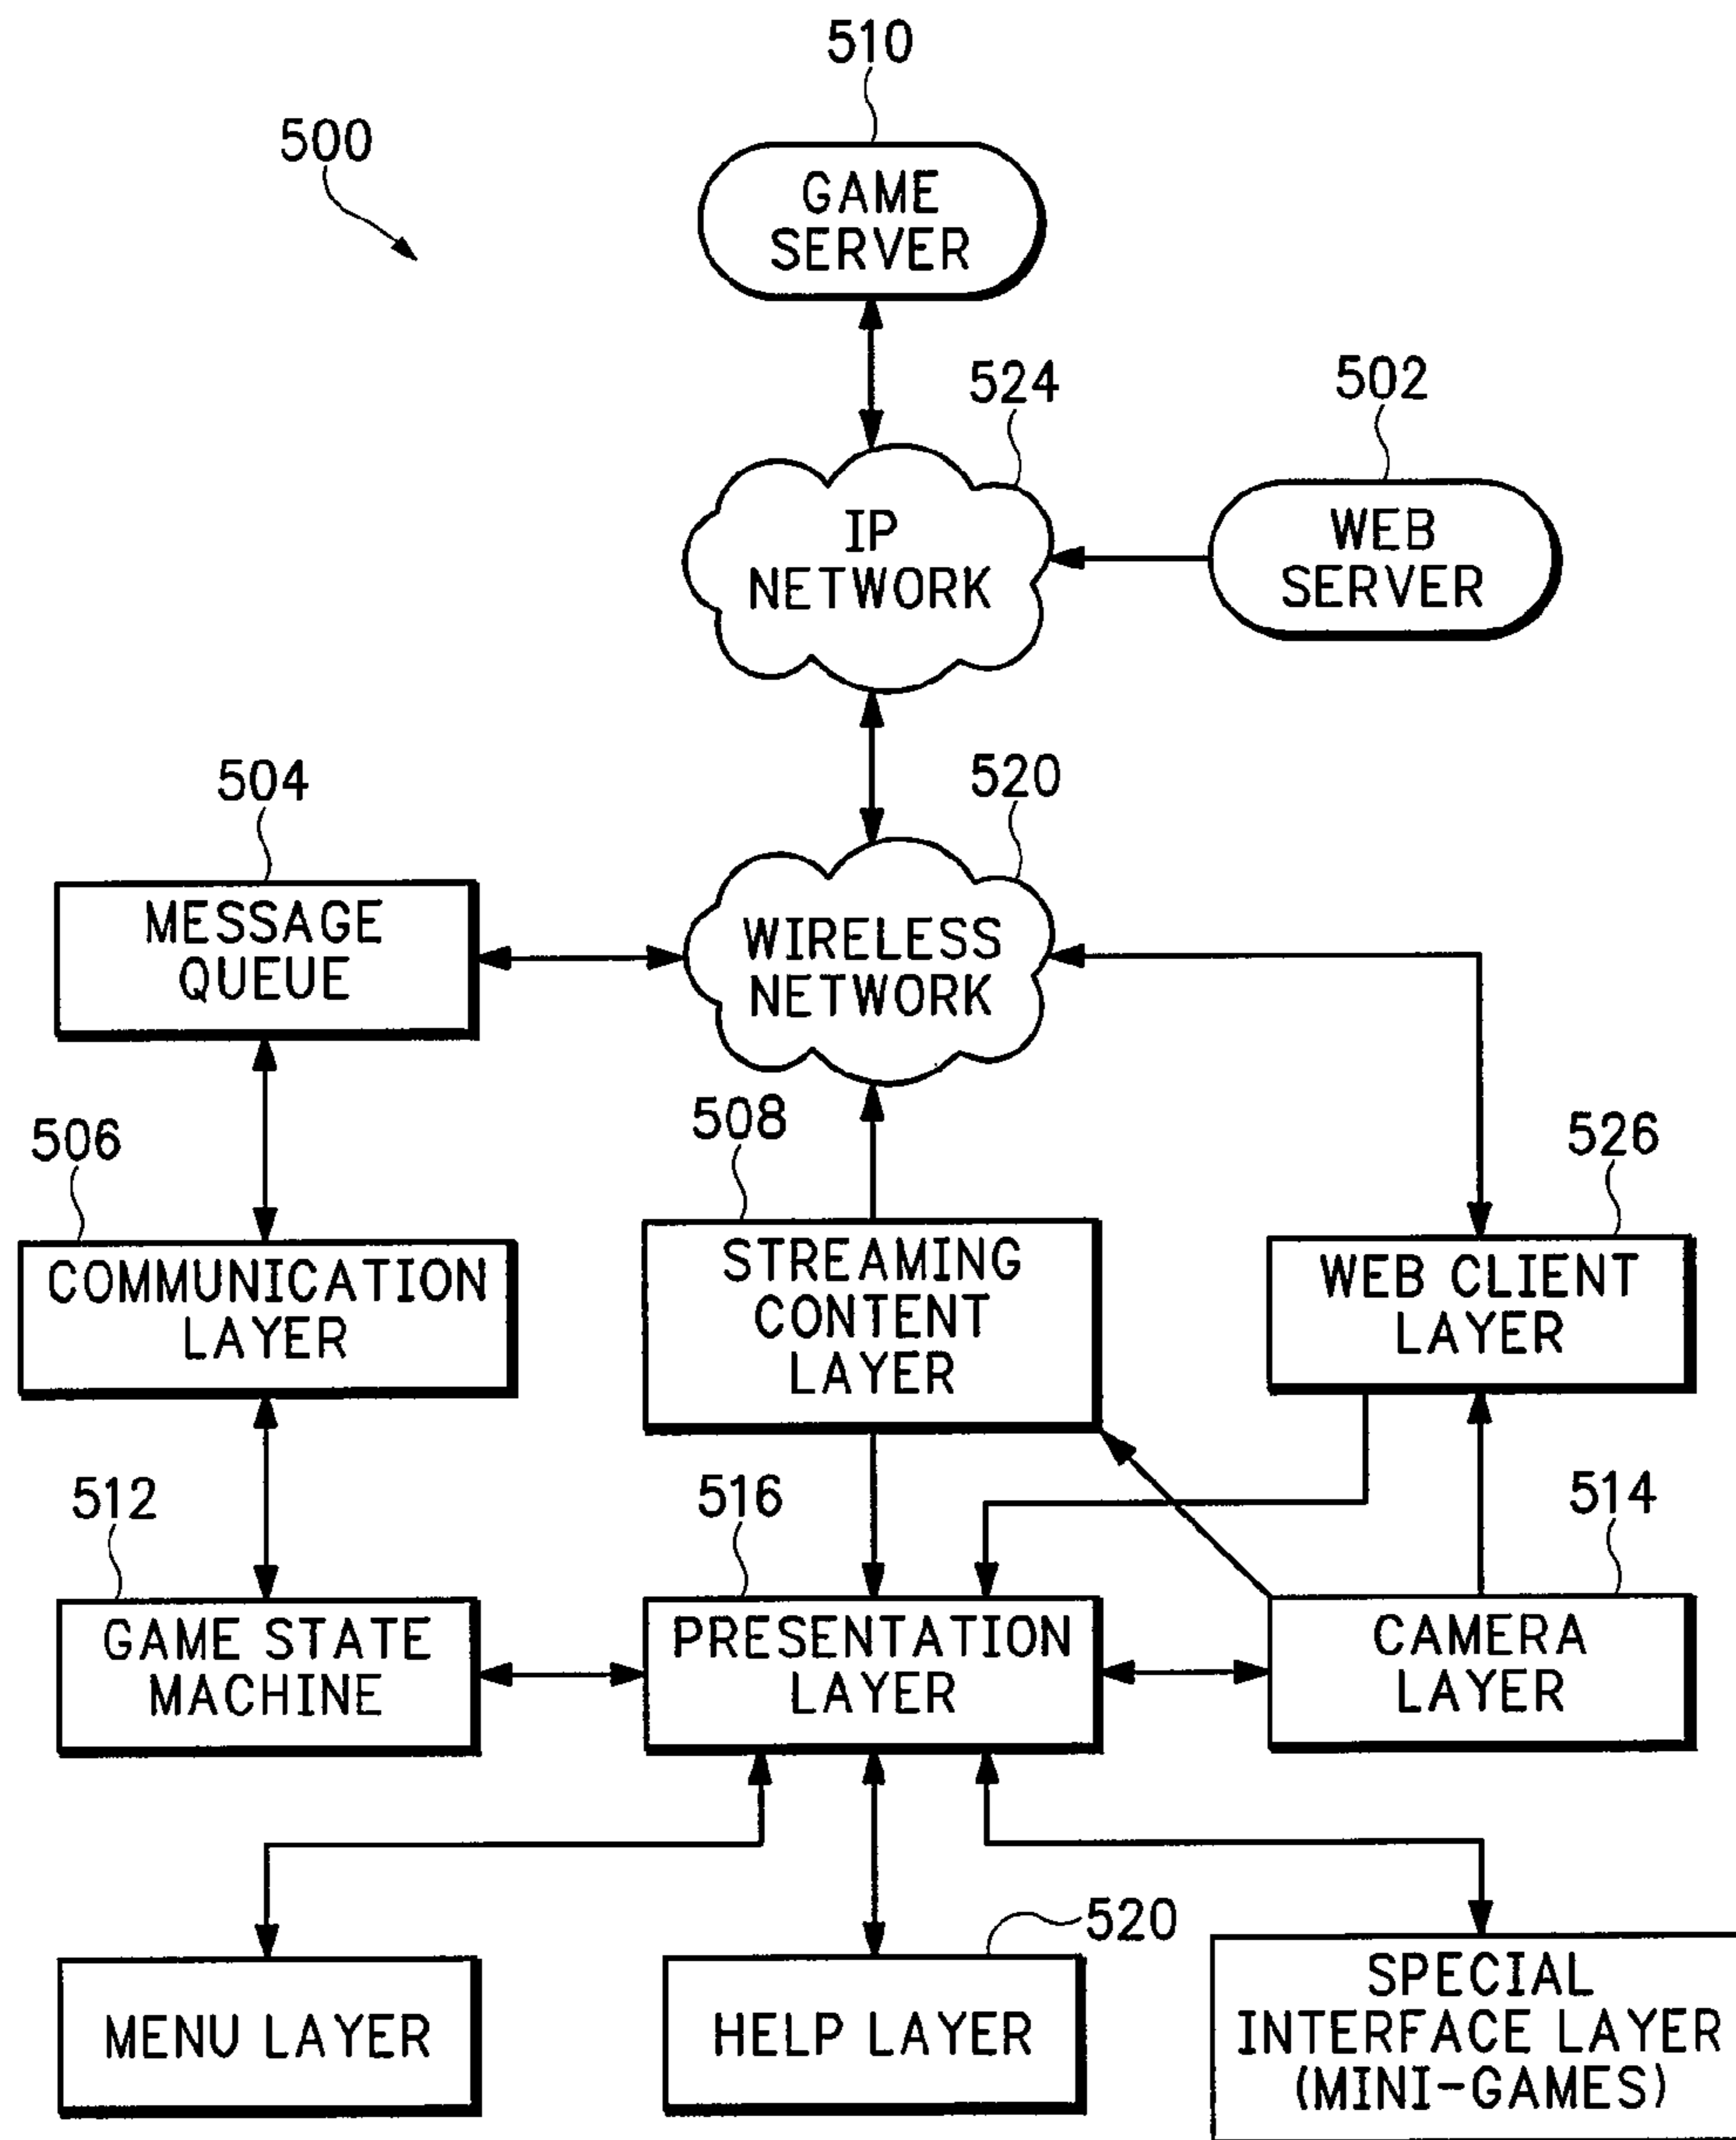 510
500
GAME
SERVER
524
502
IP
NETWORK
WEB
SERVER
504
520
MESSAGE
QUEUE
WIRELESS
NETWORK
506
508
526
COMMUNICATION
LAYER
STREAMING
CONTENT
LAYER
WEB CLIENT
LAYER
512
516
514
GAME STATE
MACHINE
PRESENTATION
LAYER
CAMERA
LAYER
520
MENU LAYER
HELP LAYER
SPECIAL
INTERFACE LAYER
(MINI-GAMES)